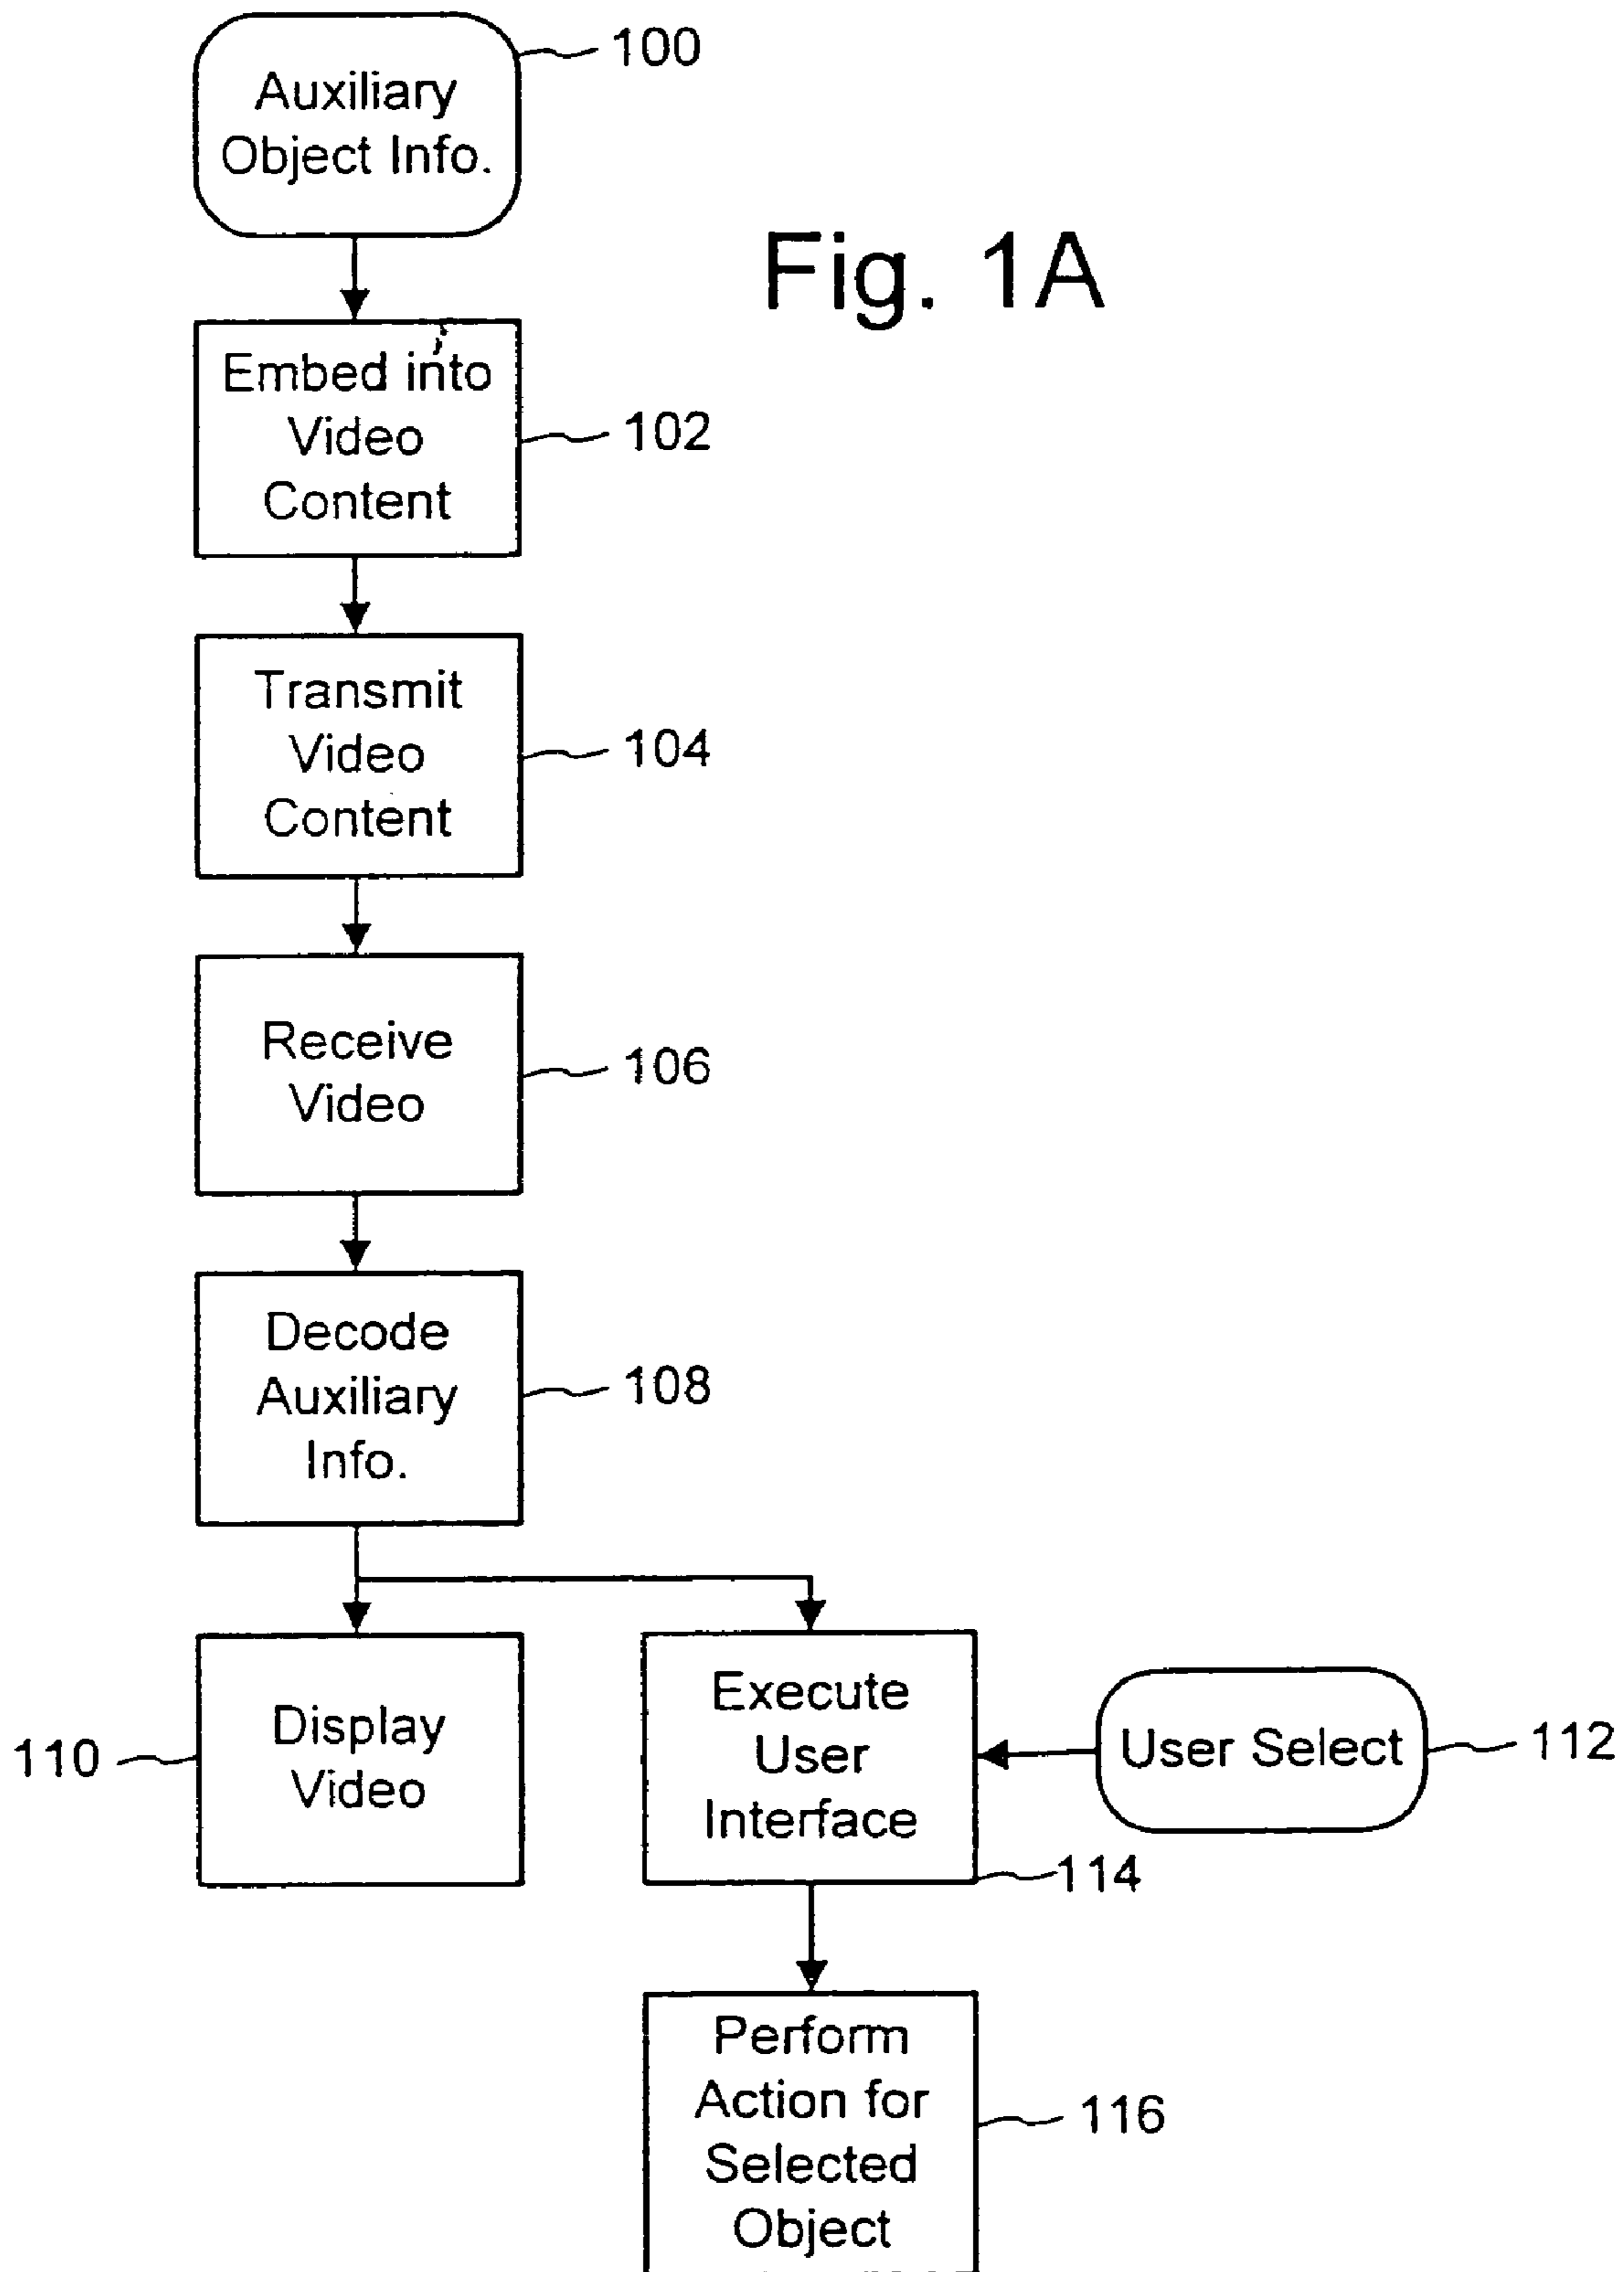 100
Auxiliary
Object Info.
Fig. 1A
Embed into
Video
Content
102
Transmit
Video
Content
104
Receive
Video
106
Decode
Auxiliary
Info.
108
110
Display
Video
Execute
User
Interface
114
User Select
112
Perform
Action for
Selected
Object
116